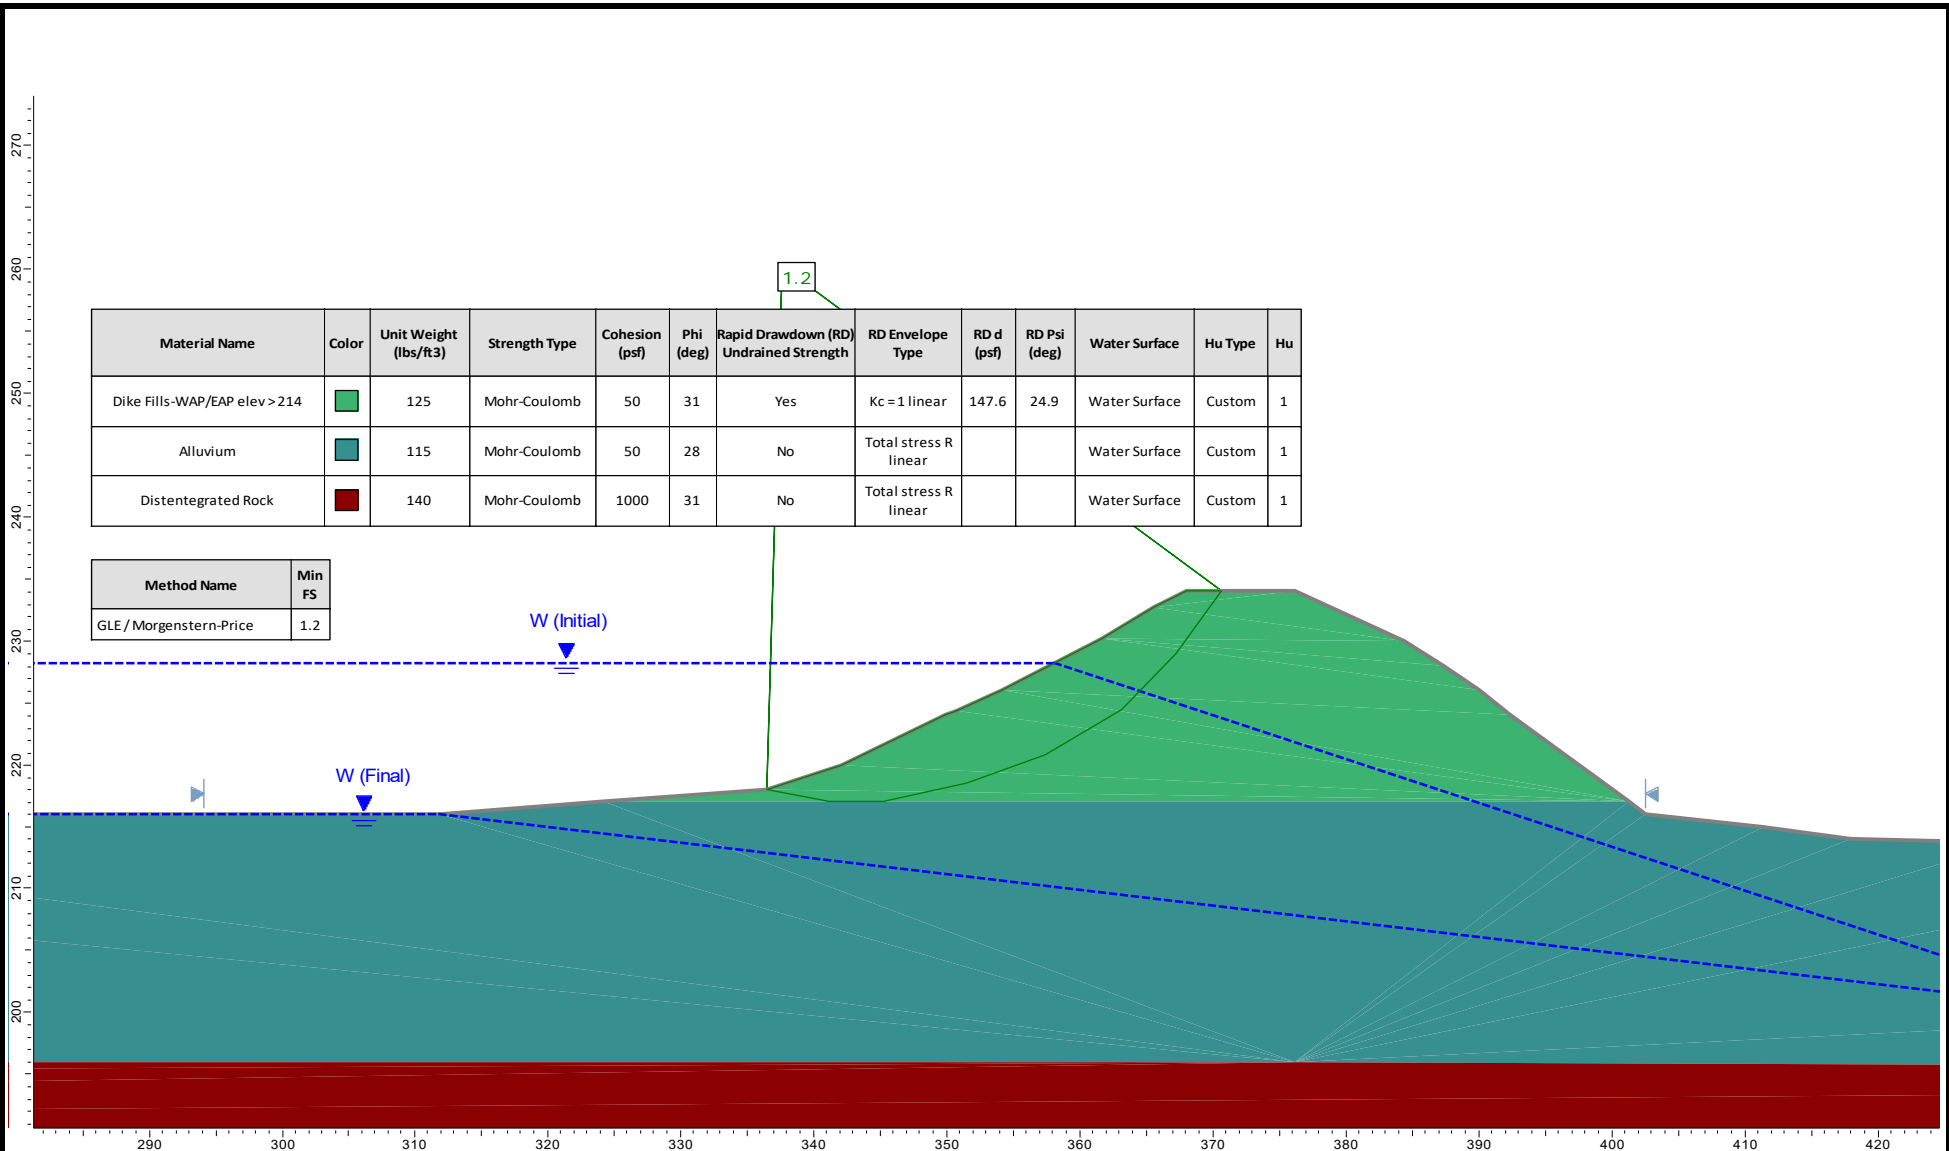 270
260
250
240
230
220
210
200
1.2
Material Name Color Unit Weight (lbs/ft3) Strength Type Cohesion (psf) Phi (deg) Rapid Drawdown (RD) Undrained Strength RD Envelope Type RD d (psf) RD Psi (deg) Water Surface Hu Type Hu
Dike Fills-WAP/EAP elev >214 125 Mohr-Coulomb 50 31 Yes Kc = 1 linear 147.6 24.9 Water Surface Custom 1
Alluvium 115 Mohr-Coulomb 50 28 No Total stress R linear Water Surface Custom 1
Distentegrated Rock 140 Mohr-Coulomb 1000 31 No Total stress R linear Water Surface Custom 1
Method Name Min FS
GLE / Morgenstern-Price 1.2
W (Initial)
W (Final)
290 300 310 320 330 340 350 360 370 380 390 400 410 420